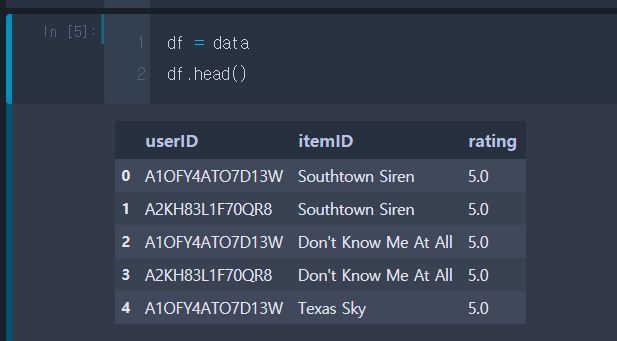 In [5]:
1 df = data
2 df.head()
userID itemID rating
0 A1OFY4ATO7D13W Southtown Siren 5.0
1 A2KH83L1F70QR8 Southtown Siren 5.0
2 A1OFY4ATO7D13W Don't Know Me At All 5.0
3 A2KH83L1F70QR8 Don't Know Me At All 5.0
4 A1OFY4ATO7D13W Texas Sky 5.0